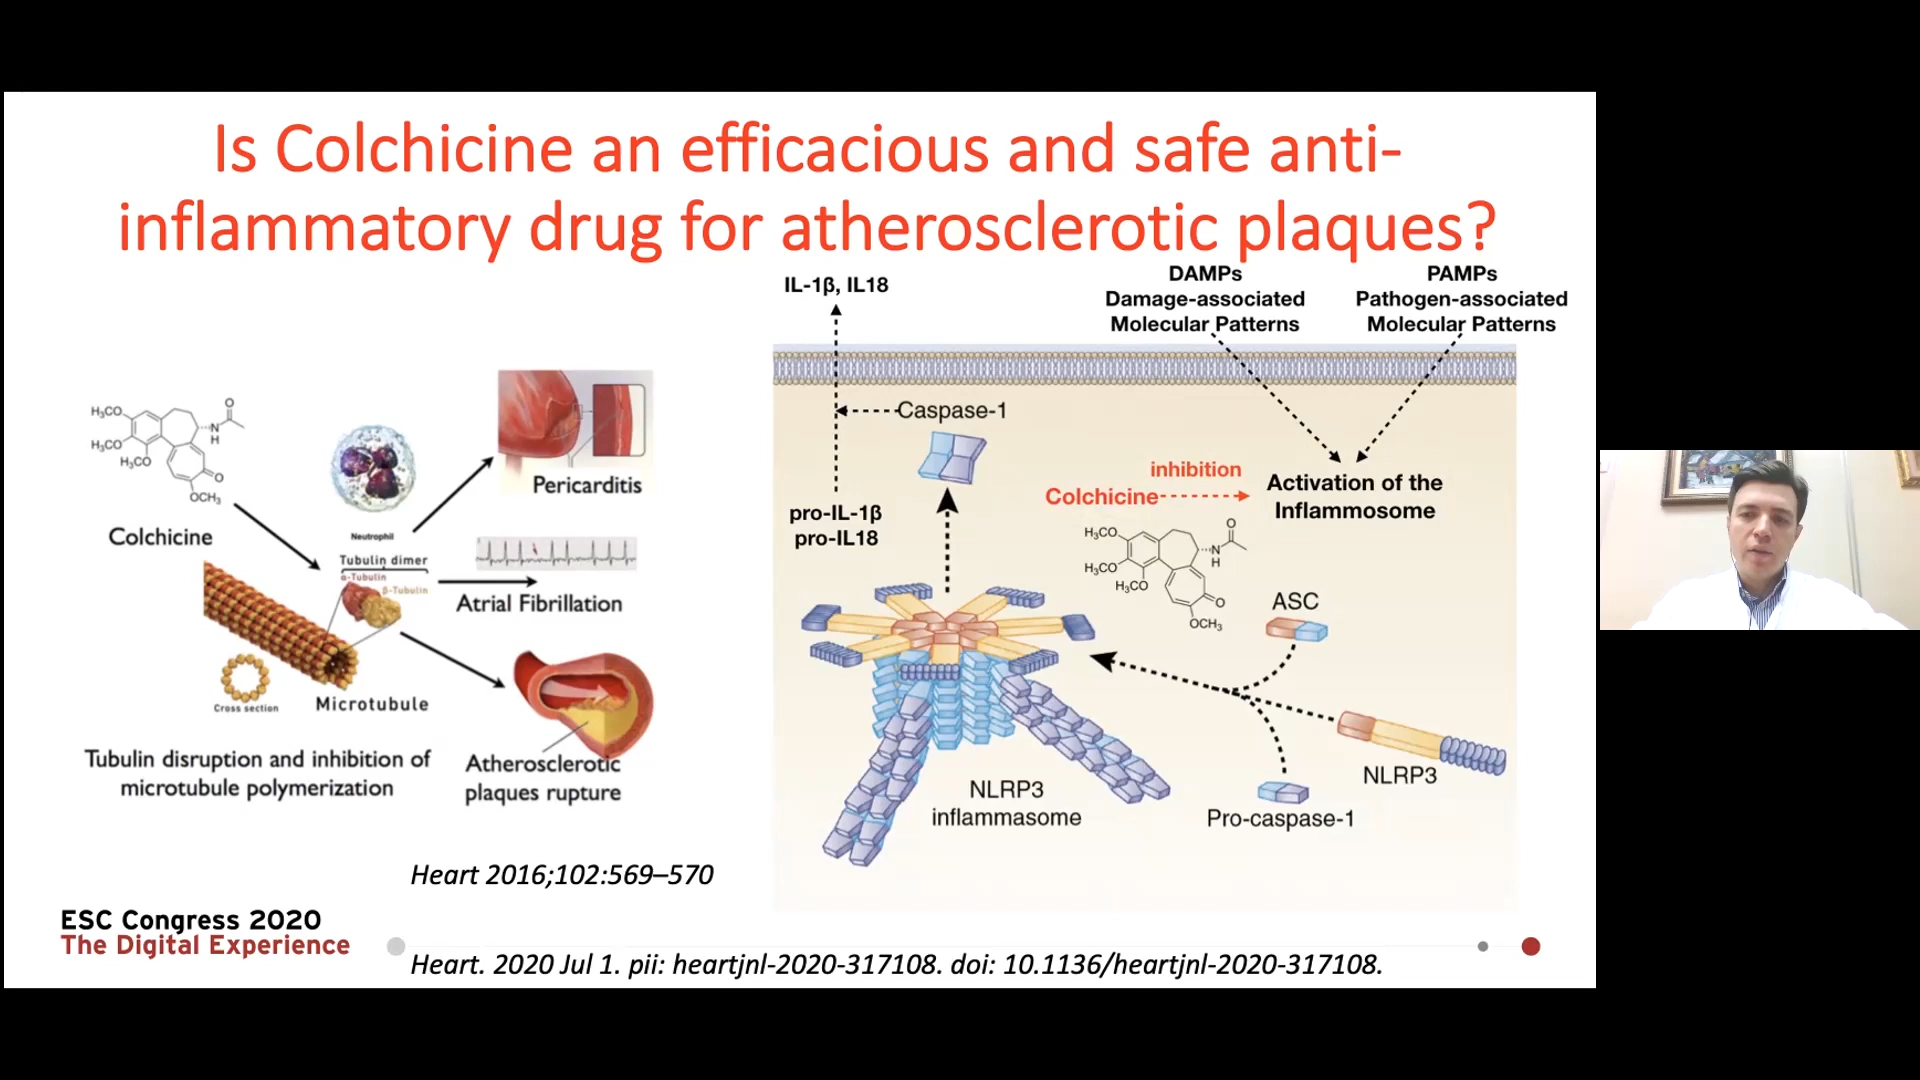 Is Colchicine an efficacious and safe anti-
inflammatory drug for atherosclerotic plaques?
H₃CO
H₃CO
H₃CO
O
N
H
O
OCH₃
Colchicine
Neutrophil
Tubulin dimer
α-Tubulin
β-Tubulin
Cross section
Microtubule
Tubulin disruption and inhibition of
microtubule polymerization
Pericarditis
Atrial Fibrillation
Atherosclerotic
plaques rupture
Heart 2016;102:569–570
IL-1β, IL18
DAMPs
Damage-associated
Molecular Patterns
PAMPs
Pathogen-associated
Molecular Patterns
Caspase-1
pro-IL-1β
pro-IL18
inhibition
Colchicine
Activation of the
Inflammosome
H₃CO
H₃CO
H₃CO
O
N
H
O
OCH₃
ASC
NLRP3
Pro-caspase-1
NLRP3
inflammasome
ESC Congress 2020
The Digital Experience
Heart. 2020 Jul 1. pii: heartjnl-2020-317108. doi: 10.1136/heartjnl-2020-317108.